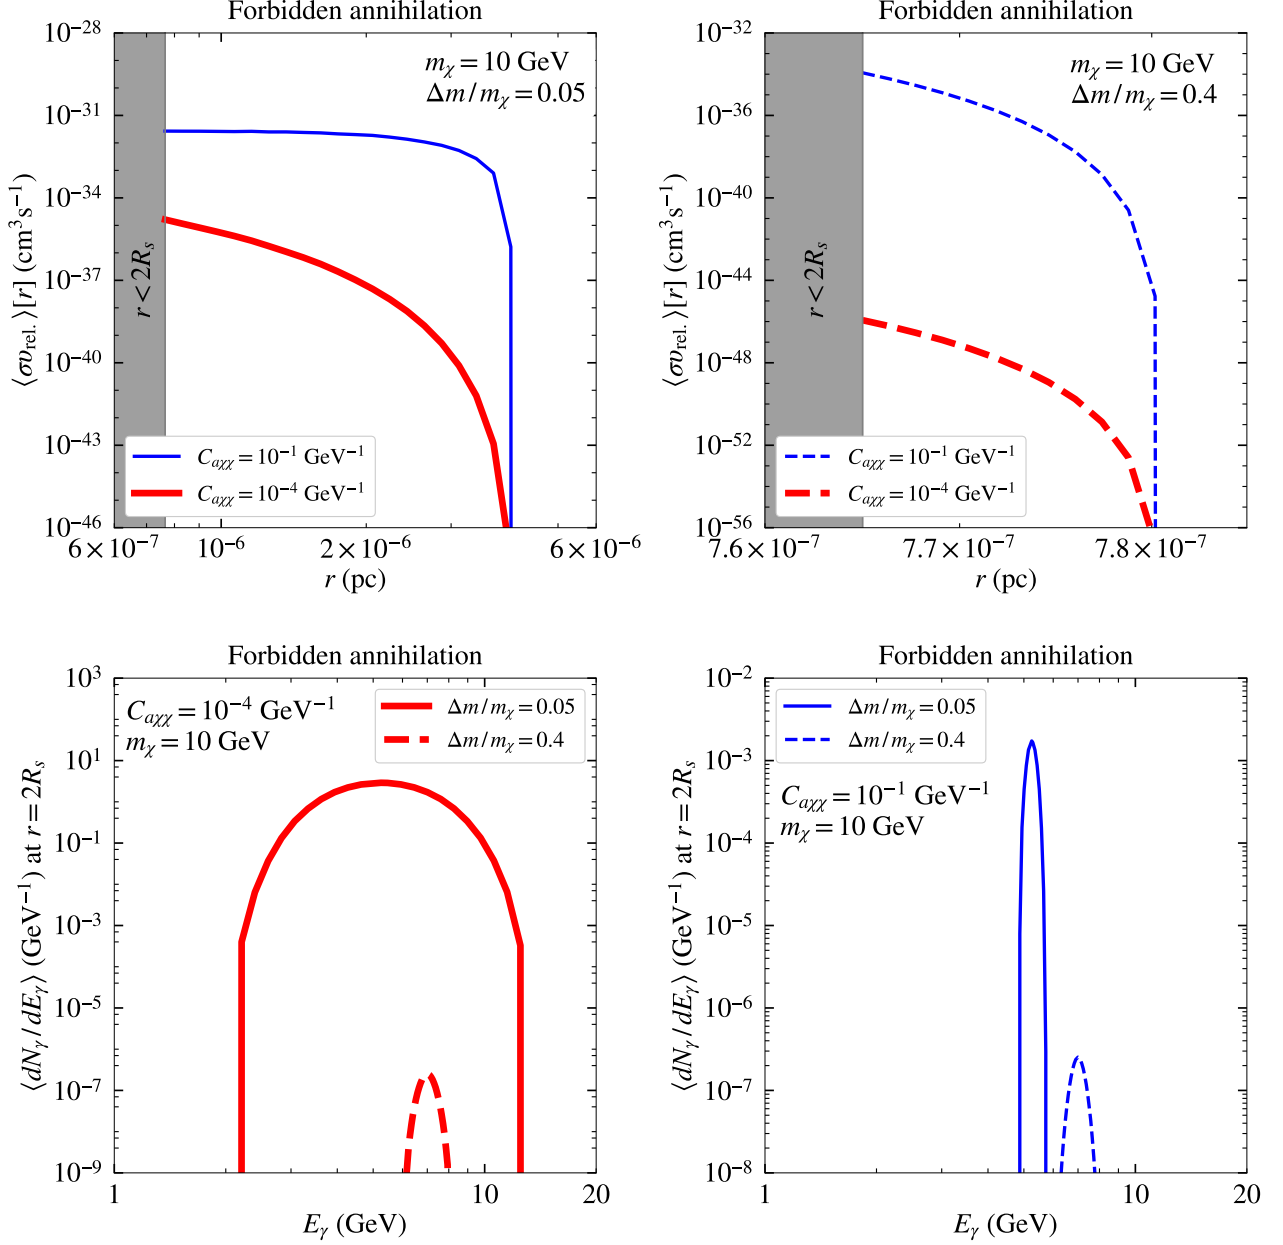 Forbidden annihilation
10⁻²⁸
10⁻³¹
10⁻³⁴
10⁻³⁷
10⁻⁴⁰
10⁻⁴³
10⁻⁴⁶
⟨σv_rel.⟩[r] (cm³s⁻¹)
m_χ = 10 GeV
Δm/m_χ = 0.05
r < 2R_s
C_aχχ = 10⁻¹ GeV⁻¹
C_aχχ = 10⁻⁴ GeV⁻¹
6×10⁻⁷
10⁻⁶
2×10⁻⁶
6×10⁻⁶
r (pc)
Forbidden annihilation
10⁻³²
10⁻³⁶
10⁻⁴⁰
10⁻⁴⁴
10⁻⁴⁸
10⁻⁵²
10⁻⁵⁶
⟨σv_rel.⟩[r] (cm³s⁻¹)
m_χ = 10 GeV
Δm/m_χ = 0.4
r < 2R_s
C_aχχ = 10⁻¹ GeV⁻¹
C_aχχ = 10⁻⁴ GeV⁻¹
7.6×10⁻⁷
7.7×10⁻⁷
7.8×10⁻⁷
r (pc)
Forbidden annihilation
10³
10¹
10⁻¹
10⁻³
10⁻⁵
10⁻⁷
10⁻⁹
⟨dN_γ/dE_γ⟩ (GeV⁻¹) at r = 2R_s
C_aχχ = 10⁻⁴ GeV⁻¹
m_χ = 10 GeV
Δm/m_χ = 0.05
Δm/m_χ = 0.4
1
10
20
E_γ (GeV)
Forbidden annihilation
10⁻²
10⁻³
10⁻⁴
10⁻⁵
10⁻⁶
10⁻⁷
10⁻⁸
⟨dN_γ/dE_γ⟩ (GeV⁻¹) at r = 2R_s
Δm/m_χ = 0.05
Δm/m_χ = 0.4
C_aχχ = 10⁻¹ GeV⁻¹
m_χ = 10 GeV
1
10
20
E_γ (GeV)